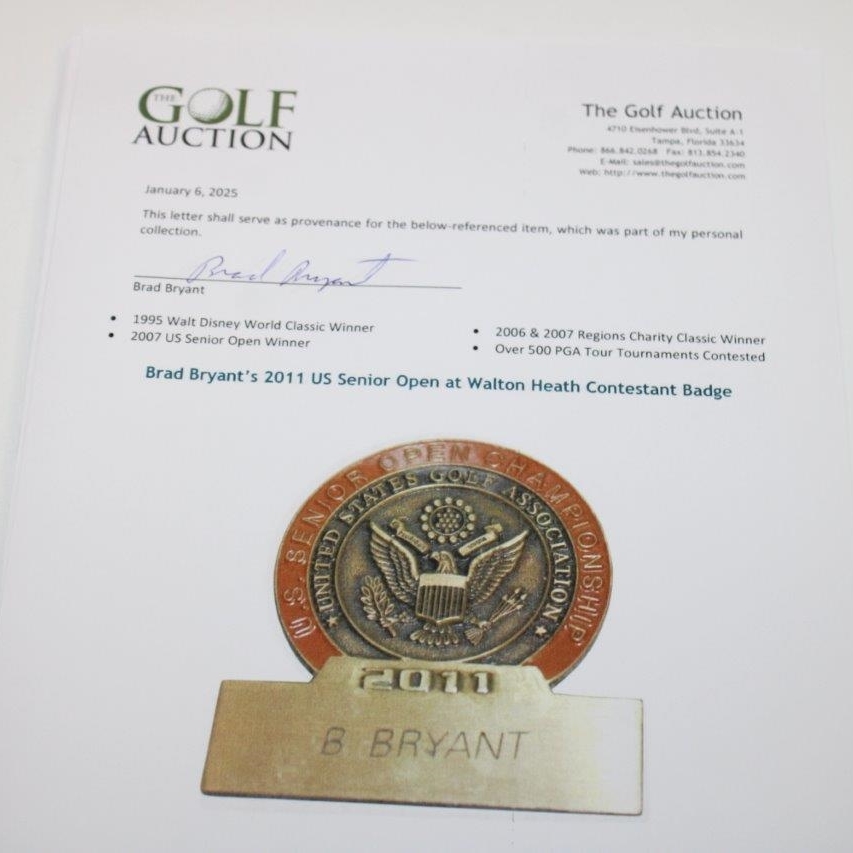 THE
GOLF
AUCTION
The Golf Auction
4710 Eisenhower Blvd, Suite A-1
Tampa, Florida 33634
Phone: 866.842.0268 Fax: 813.854.2340
E-Mail: sales@thegolfauction.com
Web: http://www.thegolfauction.com
January 6, 2025
This letter shall serve as provenance for the below-referenced item, which was part of my personal
collection.
Brad Bryant
Brad Bryant
• 1995 Walt Disney World Classic Winner
• 2007 US Senior Open Winner
• 2006 & 2007 Regions Charity Classic Winner
• Over 500 PGA Tour Tournaments Contested
Brad Bryant's 2011 US Senior Open at Walton Heath Contestant Badge
U.S. SENIOR OPEN CHAMPIONSHIP
★ UNITED STATES GOLF ASSOCIATION ★
2011
B BRYANT